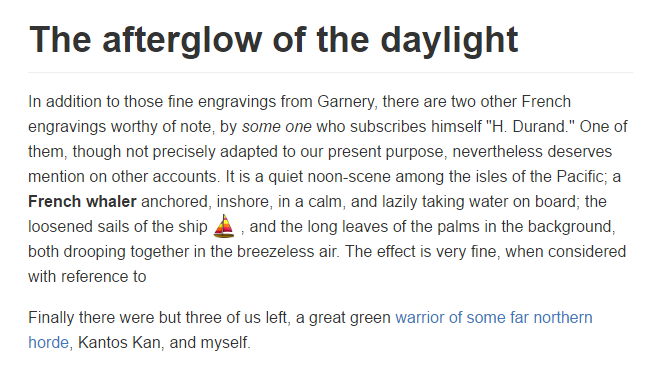 The afterglow of the daylight
In addition to those fine engravings from Garnery, there are two other French
engravings worthy of note, by some one who subscribes himself "H. Durand." One of
them, though not precisely adapted to our present purpose, nevertheless deserves
mention on other accounts. It is a quiet noon-scene among the isles of the Pacific; a
French whaler anchored, inshore, in a calm, and lazily taking water on board; the
loosened sails of the ship , and the long leaves of the palms in the background,
both drooping together in the breezeless air. The effect is very fine, when considered
with reference to
Finally there were but three of us left, a great green warrior of some far northern
horde, Kantos Kan, and myself.